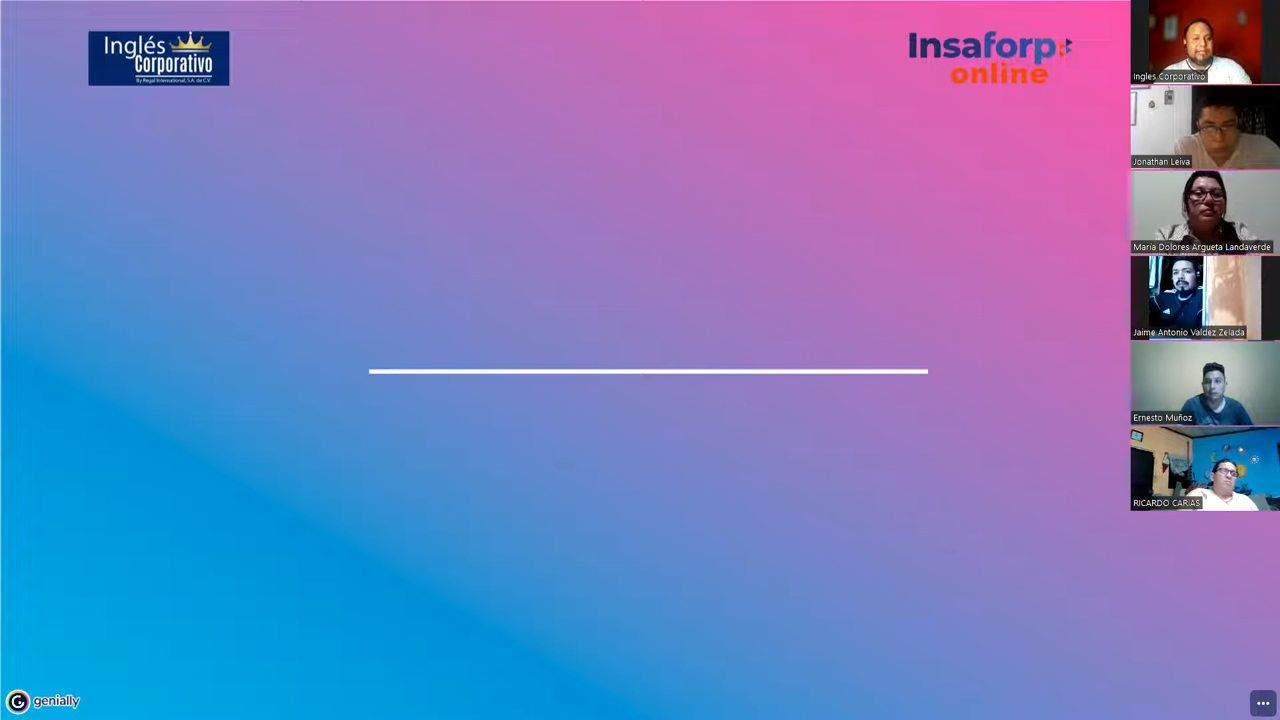 Inglés
Corporativo
By Regal International, S.A. de C.V.
Insaforp
online
Ingles Corporativo
Jonathan Leiva
María Dolores Argueta Landaverde
Jaime Antonio Valdez Zelada
Ernesto Muñoz
RICARDO CARIAS
genially